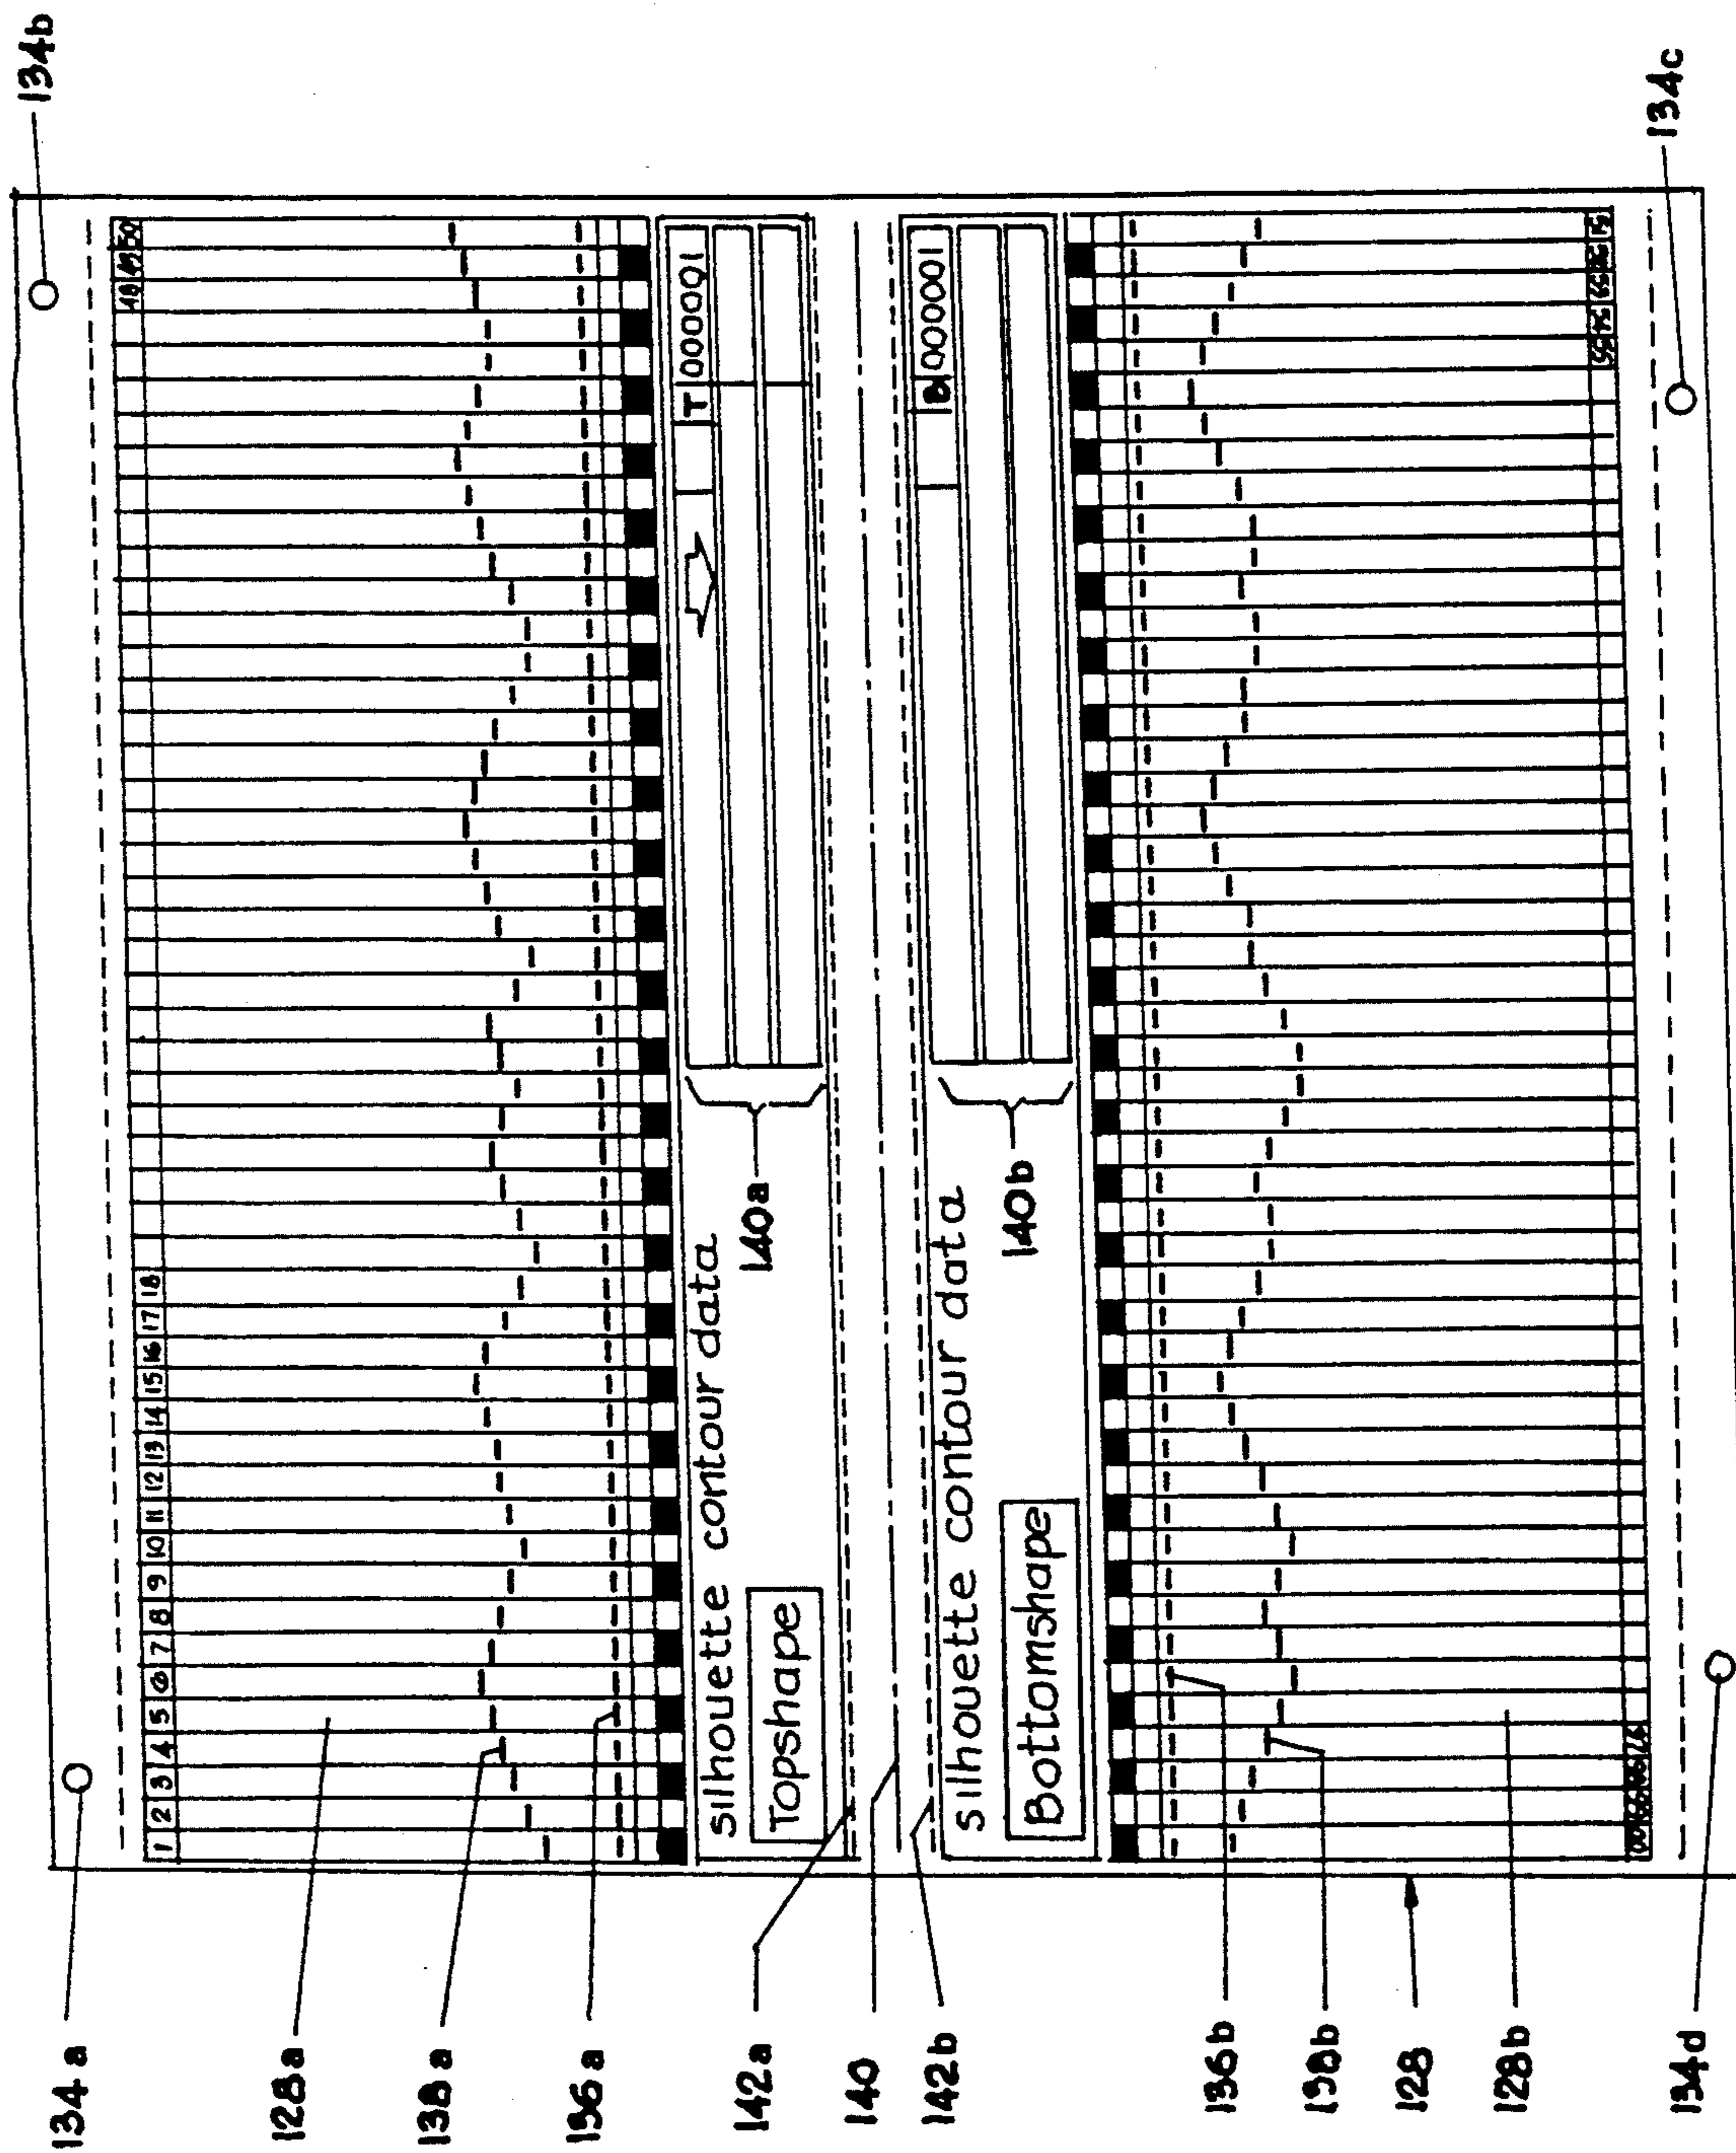 134b
134a
48 49 50
1 2 3 4 5 6 7 8 9 10 11 12 13 14 15 16 17 18
128a
138a
136a
silhouette contour data
Topshape
140a
T 000001
142a
140
142b
silhouette contour data
Bottomshape
140b
B 000001
136b
138b
128
128b
134c
134d